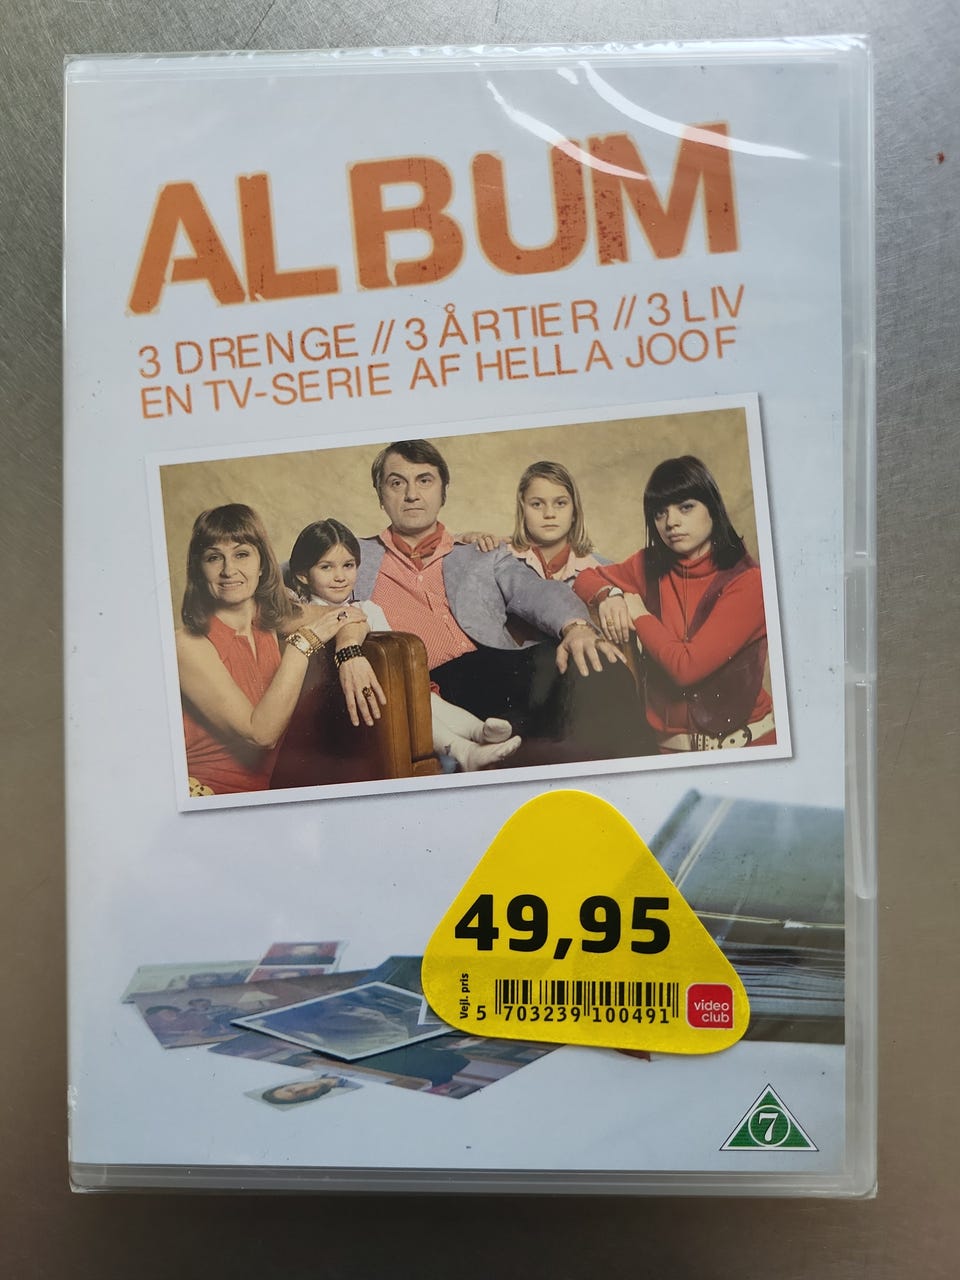 ALBUM
3 DRENGE // 3 ÅRTIER // 3 LIV
EN TV-SERIE AF HELLA JOOF
49,95
Vejl. pris
5 703239 100491
video
club
7